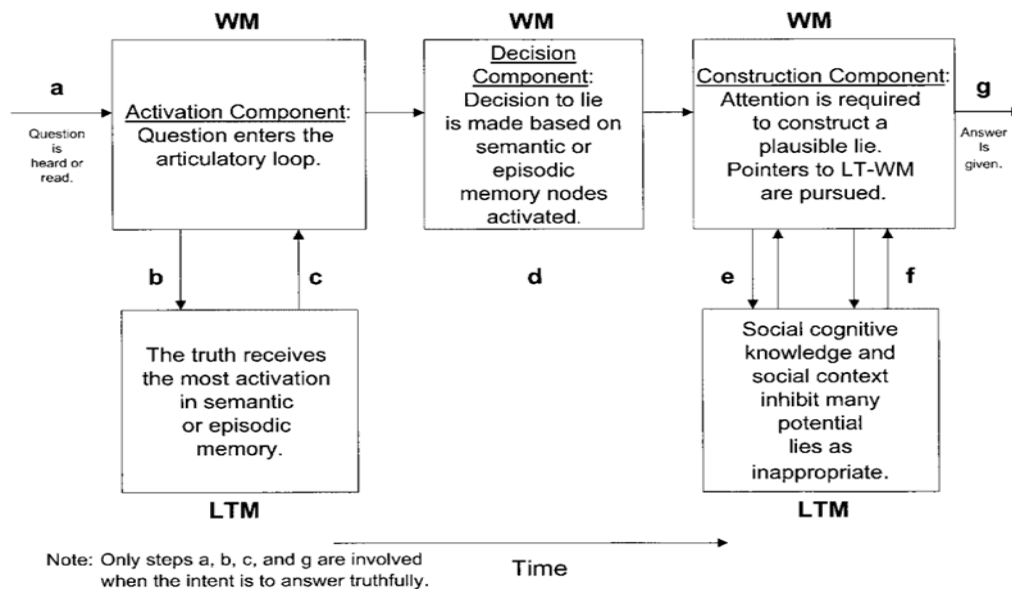 WM
WM
WM
a
Question
is
heard or
read.
Activation Component:
Question enters the
articulatory loop.
Decision
Component:
Decision to lie
is made based on
semantic or
episodic
memory nodes
activated.
Construction Component:
Attention is required
to construct a
plausible lie.
Pointers to LT-WM
are pursued.
g
Answer
Is
given.
b
c
d
e
f
The truth receives
the most activation
in semantic
or episodic
memory.
LTM
Social cognitive
knowledge and
social context
inhibit many
potential
lies as
inappropriate.
LTM
Note: Only steps a, b, c, and g are involved
when the intent is to answer truthfully.
Time